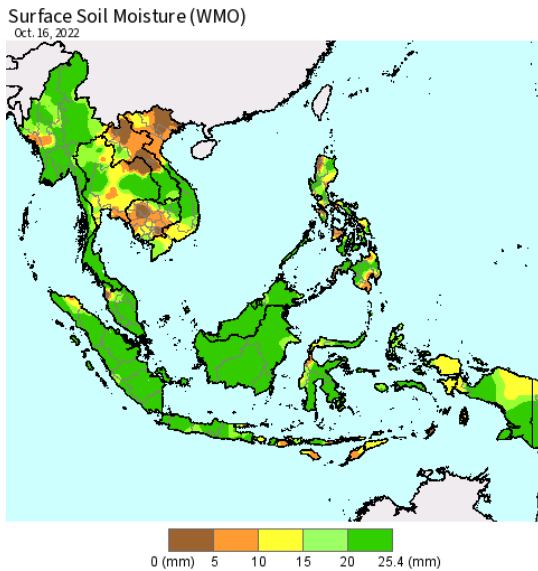 Surface Soil Moisture (WMO)
Oct. 16, 2022
0 (mm) 5 10 15 20 25.4 (mm)